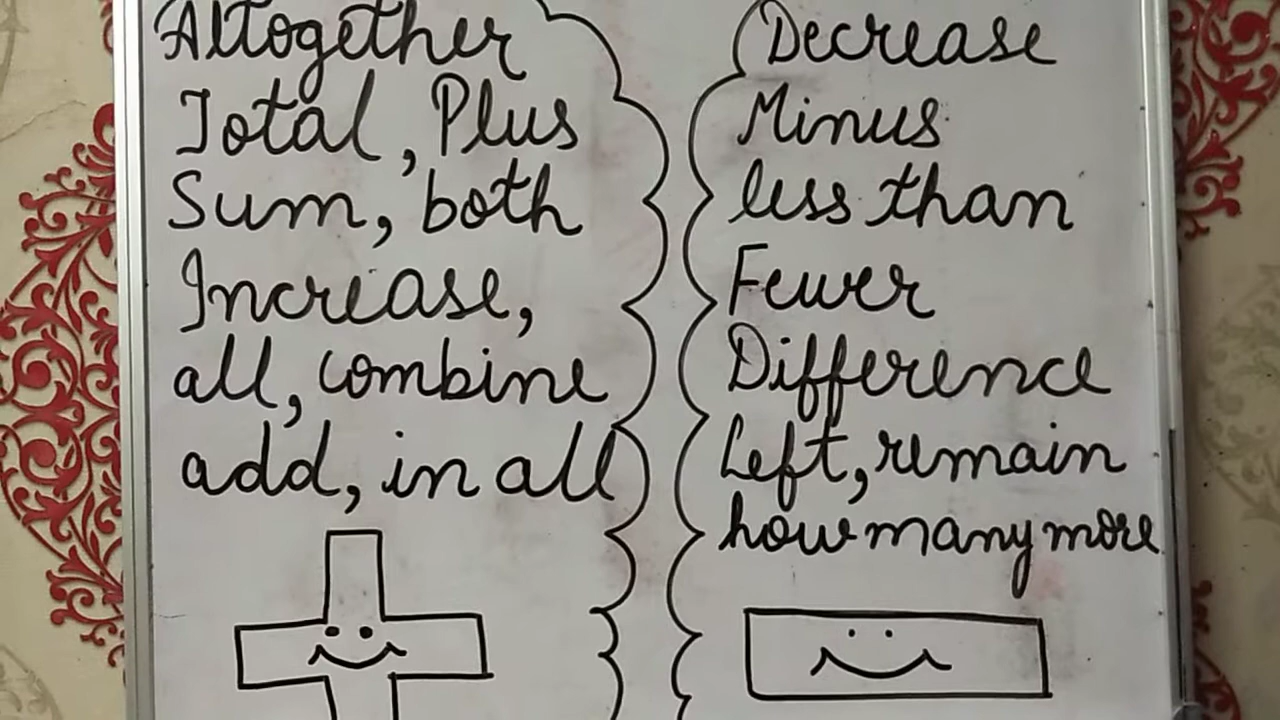 Altogether
Total, Plus
Sum, both
Increase,
all, combine
add, in all
Decrease
Minus
less than
Fewer
Difference
Left, remain
how many more